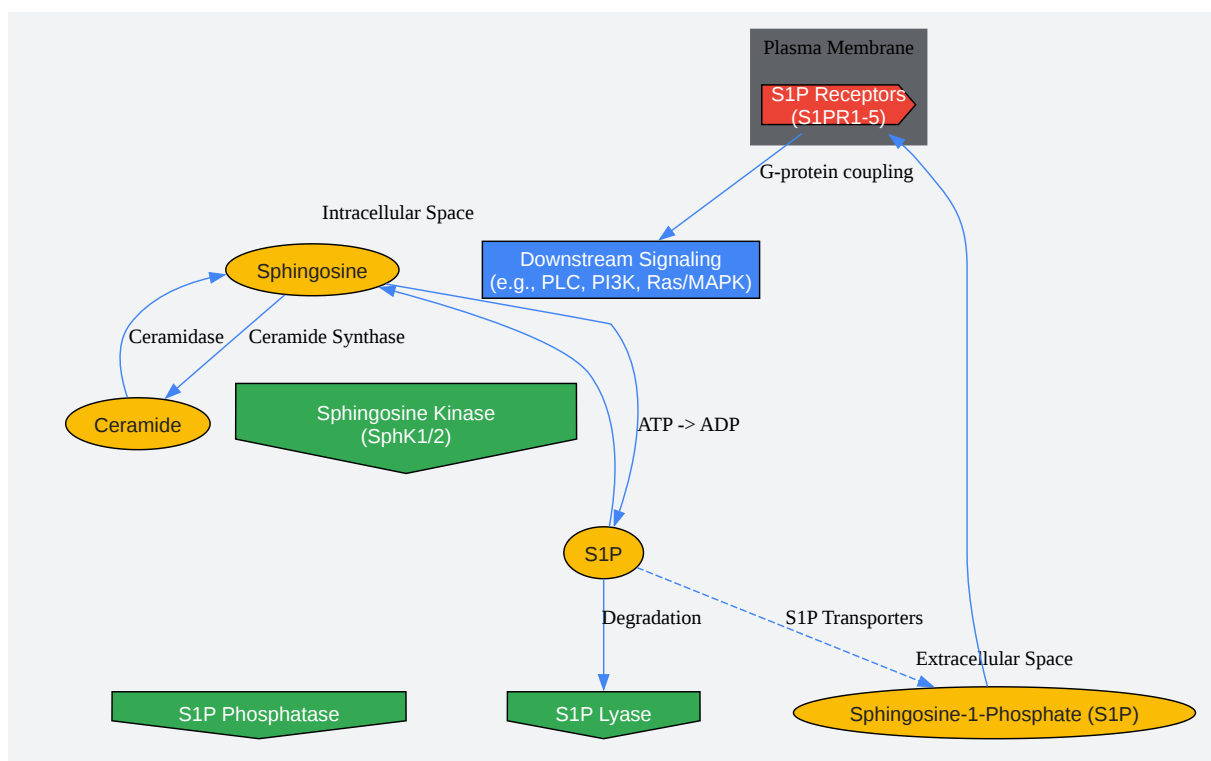 Plasma Membrane
S1P Receptors
(S1PR1-5)
G-protein coupling
Intracellular Space
Downstream Signaling
(e.g., PLC, PI3K, Ras/MAPK)
Sphingosine
Ceramidase
Ceramide Synthase
Ceramide
Sphingosine Kinase
(SphK1/2)
ATP -> ADP
S1P
Degradation
S1P Transporters
Extracellular Space
S1P Phosphatase
S1P Lyase
Sphingosine-1-Phosphate (S1P)